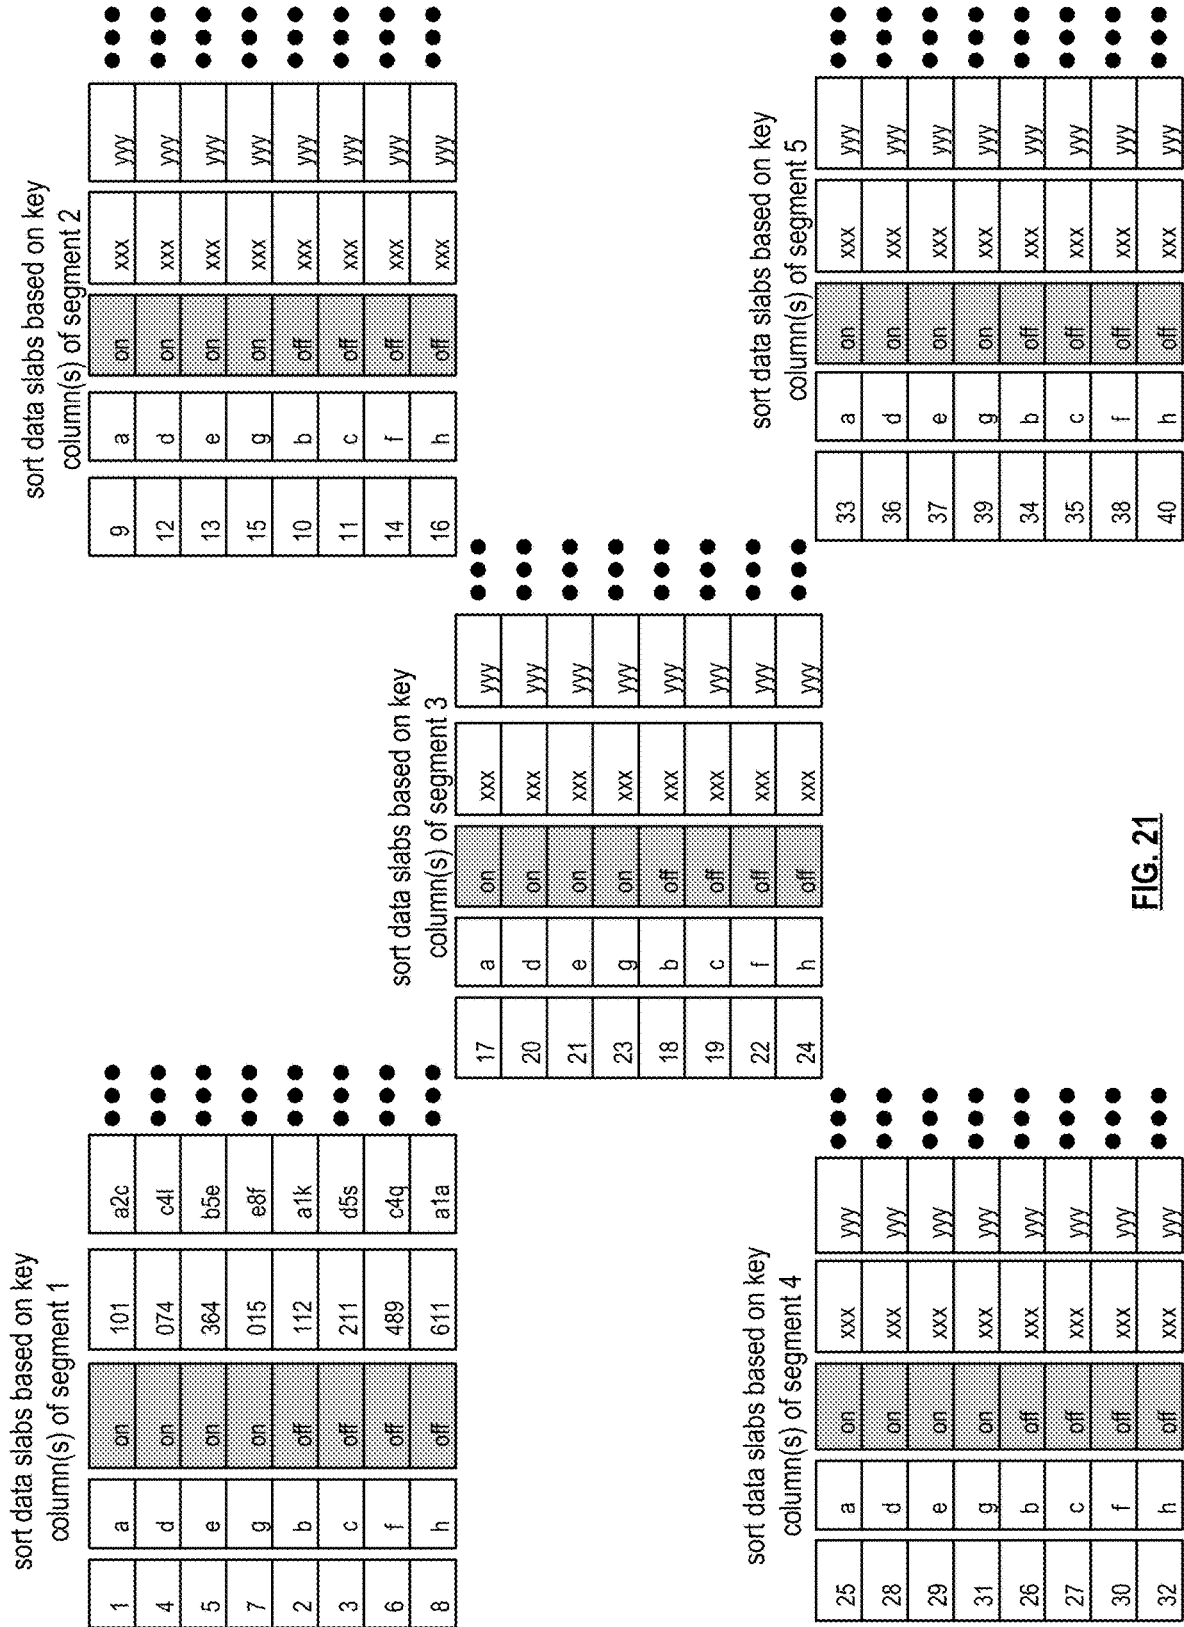 sort data slabs based on key
column(s) of segment 1
1 a on 101 a2c
4 d on 074 c4l
5 e on 364 b5e
7 g on 015 e8f
2 b off 112 a1k
3 c off 211 d5s
6 f off 489 c4q
8 h off 611 a1a
sort data slabs based on key
column(s) of segment 2
9 a on xxx yyy
12 d on xxx yyy
13 e on xxx yyy
15 g on xxx yyy
10 b off xxx yyy
11 c off xxx yyy
14 f off xxx yyy
16 h off xxx yyy
sort data slabs based on key
column(s) of segment 3
17 a on xxx yyy
20 d on xxx yyy
21 e on xxx yyy
23 g on xxx yyy
18 b off xxx yyy
19 c off xxx yyy
22 f off xxx yyy
24 h off xxx yyy
sort data slabs based on key
column(s) of segment 4
25 a on xxx yyy
28 d on xxx yyy
29 e on xxx yyy
31 g on xxx yyy
26 b off xxx yyy
27 c off xxx yyy
30 f off xxx yyy
32 h off xxx yyy
sort data slabs based on key
column(s) of segment 5
33 a on xxx yyy
36 d on xxx yyy
37 e on xxx yyy
39 g on xxx yyy
34 b off xxx yyy
35 c off xxx yyy
38 f off xxx yyy
40 h off xxx yyy
FIG. 21